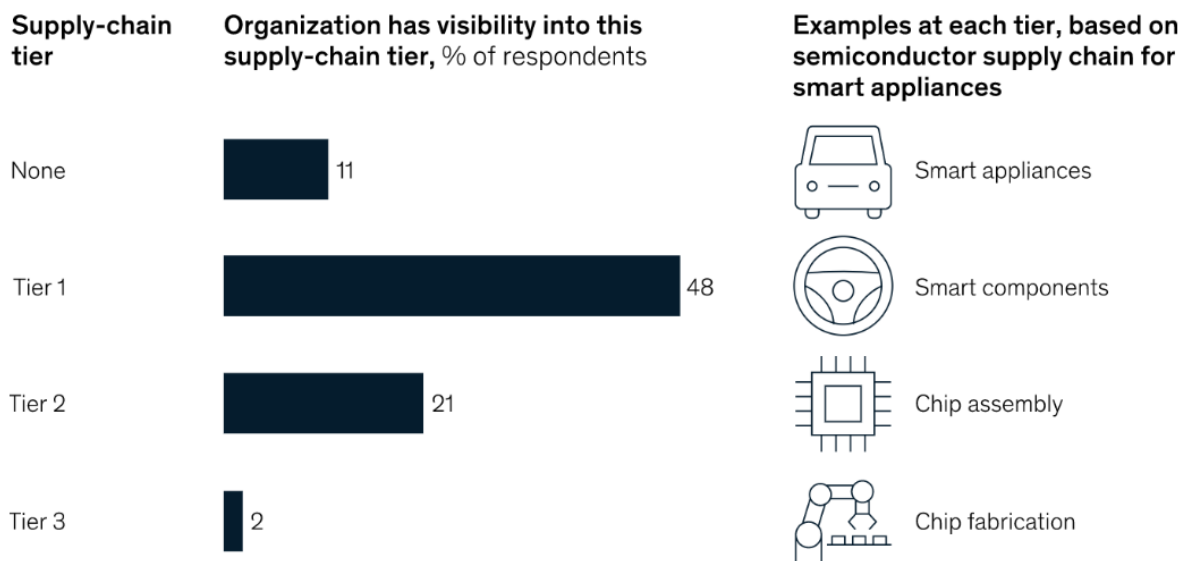 Supply-chain
tier
Organization has visibility into this
supply-chain tier, % of respondents
Examples at each tier, based on
semiconductor supply chain for
smart appliances
None
11
Smart appliances
Tier 1
48
Smart components
Tier 2
21
Chip assembly
Tier 3
2
Chip fabrication